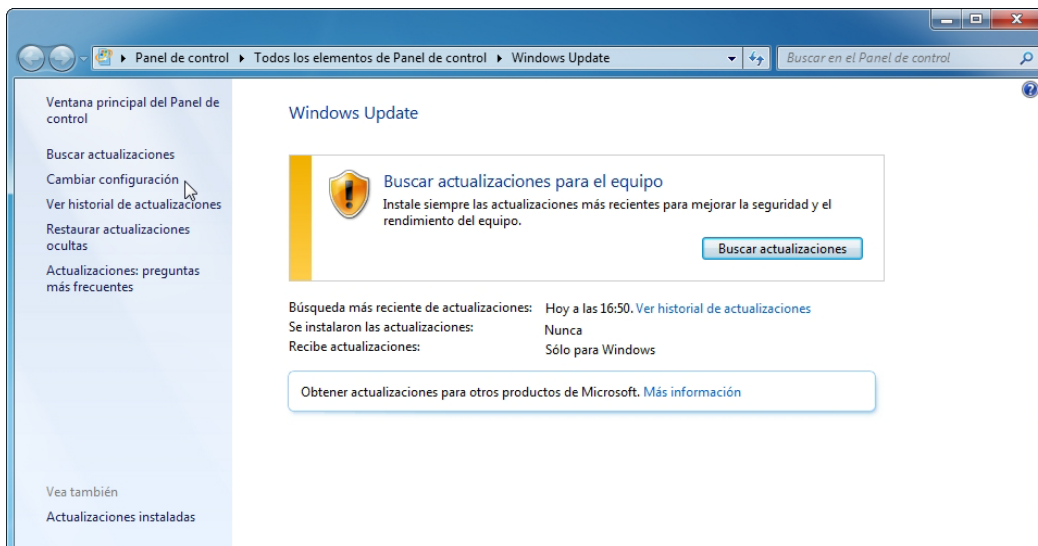 Panel de control ▸ Todos los elementos de Panel de control ▸ Windows Update
Buscar en el Panel de control
Ventana principal del Panel de
control
Buscar actualizaciones
Cambiar configuración
Ver historial de actualizaciones
Restaurar actualizaciones
ocultas
Actualizaciones: preguntas
más frecuentes
Vea también
Actualizaciones instaladas
Windows Update
Buscar actualizaciones para el equipo
Instale siempre las actualizaciones más recientes para mejorar la seguridad y el
rendimiento del equipo.
Buscar actualizaciones
Búsqueda más reciente de actualizaciones: Hoy a las 16:50. Ver historial de actualizaciones
Se instalaron las actualizaciones: Nunca
Recibe actualizaciones: Sólo para Windows
Obtener actualizaciones para otros productos de Microsoft. Más información